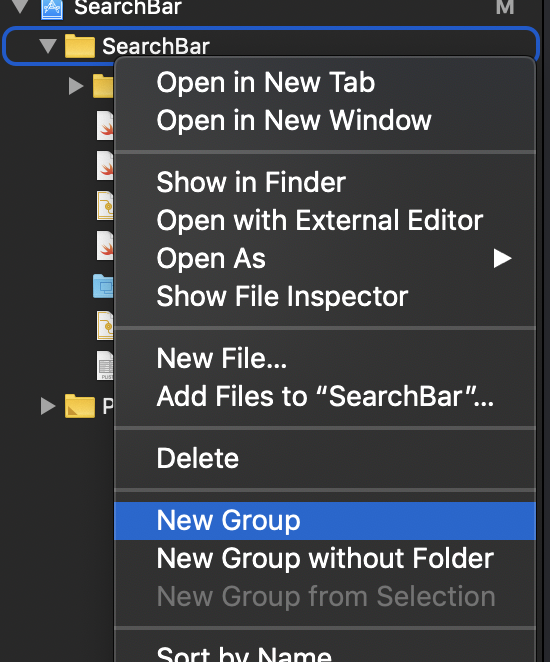 SearchBar M
SearchBar
Open in New Tab
Open in New Window
Show in Finder
Open with External Editor
Open As
Show File Inspector
New File...
Add Files to “SearchBar”...
Delete
New Group
New Group without Folder
New Group from Selection
Sort by Name